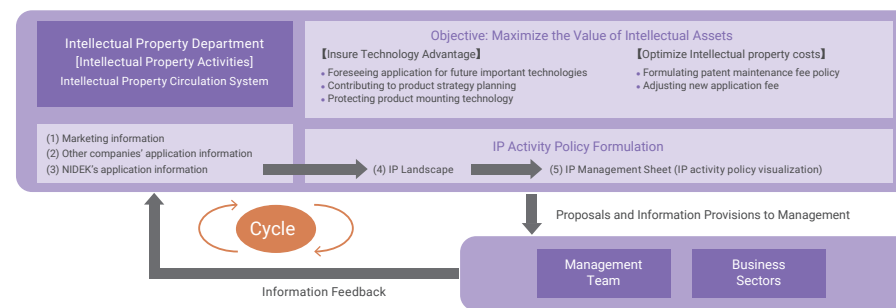 Intellectual Property Department
[Intellectual Property Activities]
Intellectual Property Circulation System
Objective: Maximize the Value of Intellectual Assets
【Insure Technology Advantage】
• Foreseeing application for future important technologies
• Contributing to product strategy planning
• Protecting product mounting technology
【Optimize Intellectual property costs】
• Formulating patent maintenance fee policy
• Adjusting new application fee
(1) Marketing information
(2) Other companies' application information
(3) NIDEK's application information
IP Activity Policy Formulation
(4) IP Landscape
(5) IP Management Sheet (IP activity policy visualization)
Cycle
Proposals and Information Provisions to Management
Management
Team
Business
Sectors
Information Feedback